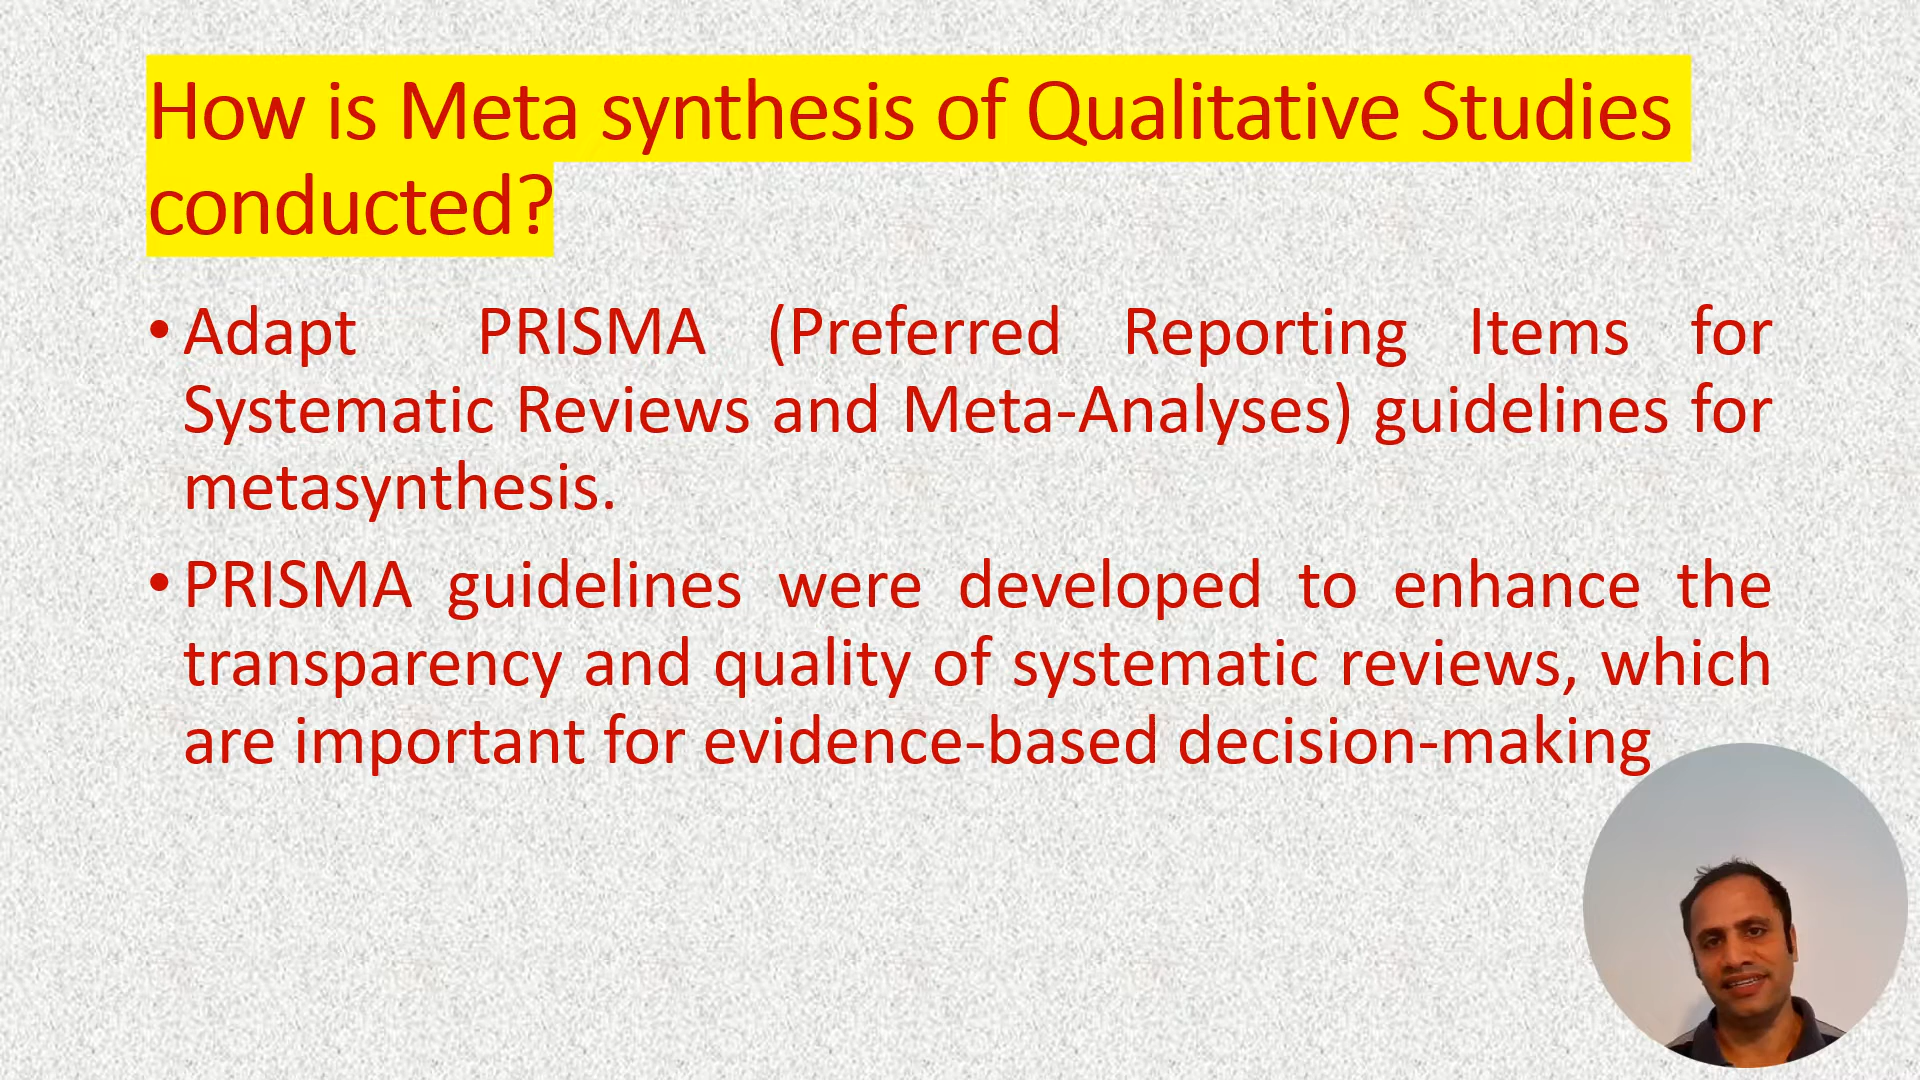 How is Meta synthesis of Qualitative Studies
conducted?
• Adapt PRISMA (Preferred Reporting Items for
Systematic Reviews and Meta-Analyses) guidelines for
metasynthesis.
• PRISMA guidelines were developed to enhance the
transparency and quality of systematic reviews, which
are important for evidence-based decision-making